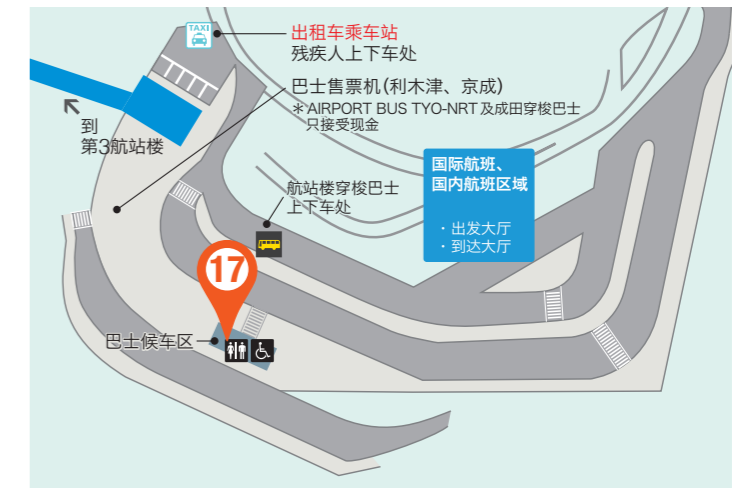 TAXI
出租车乘车站
残疾人上下车处
巴士售票机(利木津、京成)
＊AIRPORT BUS TYO-NRT及成田穿梭巴士
只接受现金
到
第3航站楼
国际航班、
国内航班区域
・出发大厅
・到达大厅
航站楼穿梭巴士
上下车处
17
巴士候车区